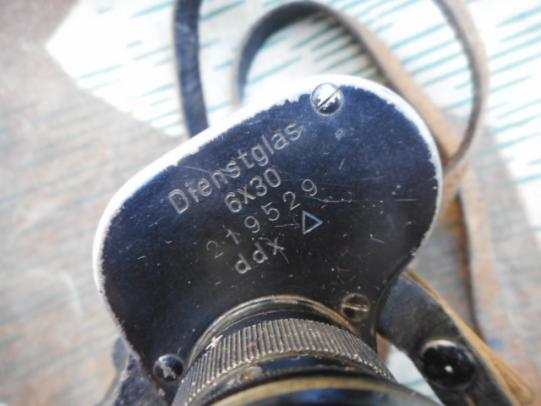 Dienstglas
6x30
219529
ddx △